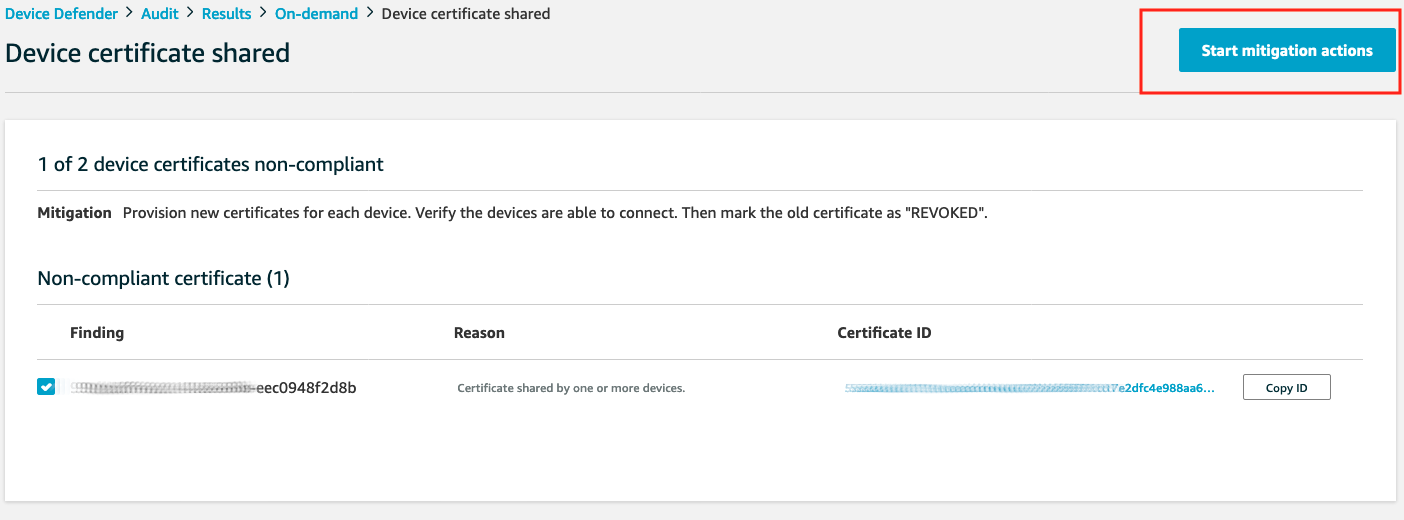 Device Defender > Audit > Results > On-demand > Device certificate shared
Device certificate shared
Start mitigation actions
1 of 2 device certificates non-compliant
Mitigation Provision new certificates for each device. Verify the devices are able to connect. Then mark the old certificate as "REVOKED".
Non-compliant certificate (1)
Finding Reason Certificate ID
-eec0948f2d8b Certificate shared by one or more devices. 7e2dfc4e988aa6... Copy ID